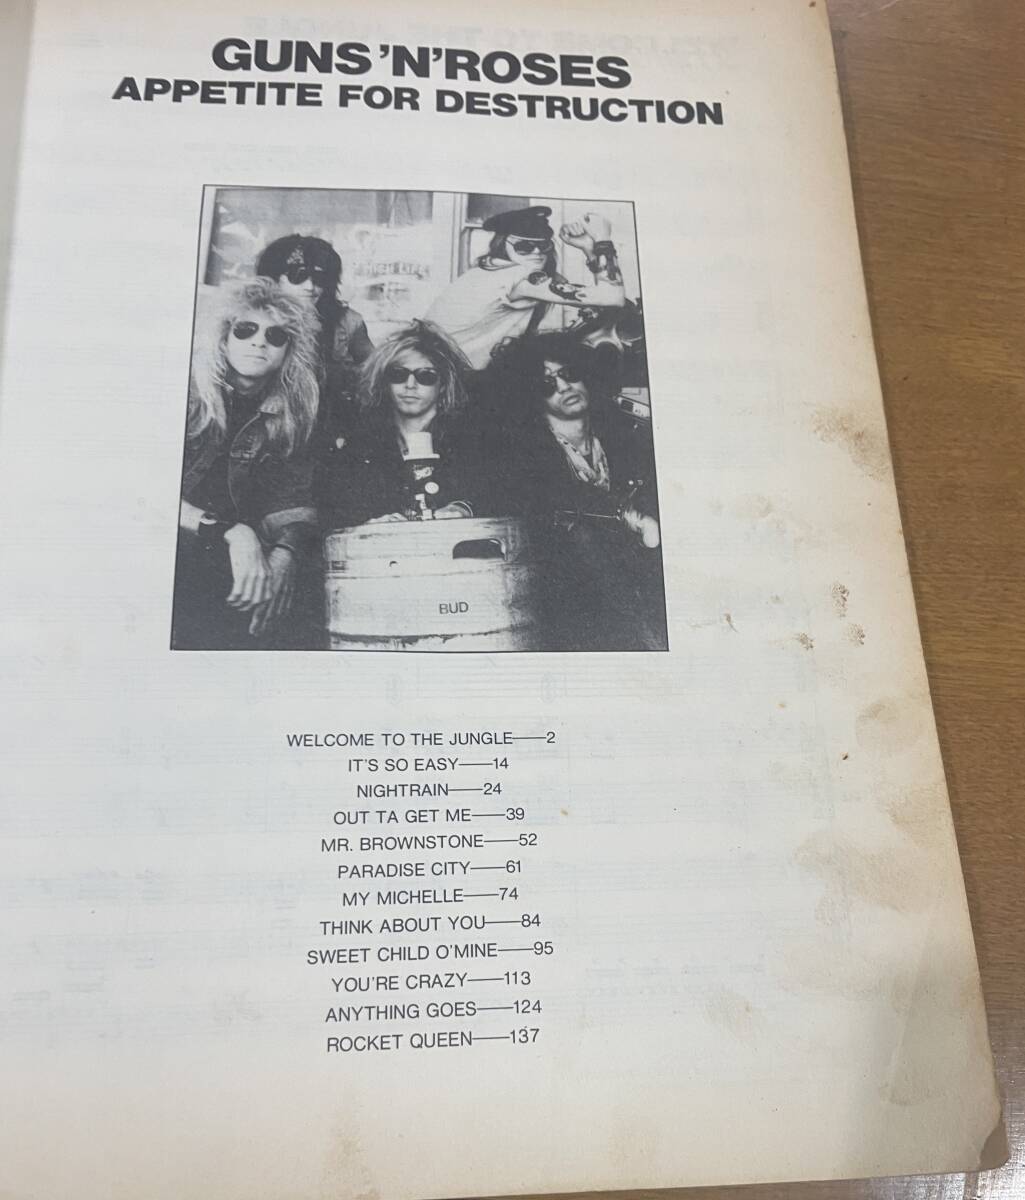 GUNS 'N' ROSES
APPETITE FOR DESTRUCTION
HIGH LIFE
BUD
WELCOME TO THE JUNGLE——2
IT'S SO EASY——14
NIGHTRAIN——24
OUT TA GET ME——39
MR. BROWNSTONE——52
PARADISE CITY——61
MY MICHELLE——74
THINK ABOUT YOU——84
SWEET CHILD O'MINE——95
YOU'RE CRAZY——113
ANYTHING GOES——124
ROCKET QUEEN——137